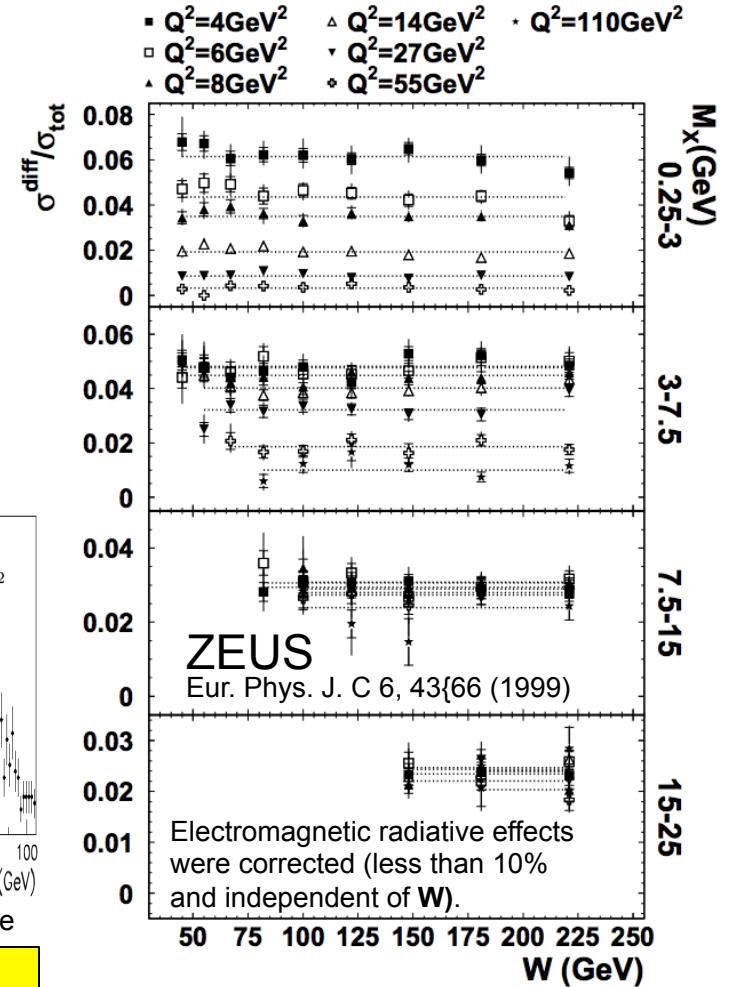 ■ Q²=4GeV² △ Q²=14GeV² ★ Q²=110GeV²
□ Q²=6GeV² ▼ Q²=27GeV²
▲ Q²=8GeV² ✚ Q²=55GeV²
σ^diff/σ_tot
M_X(GeV)
0.08
0.06
0.04
0.02
0
0.25-3
0.06
0.04
0.02
0
3-7.5
0.04
0.02
0
7.5-15
ZEUS
Eur. Phys. J. C 6, 43{66 (1999)
0.03
0.02
0.01
0
15-25
Electromagnetic radiative effects
were corrected (less than 10%
and independent of W).
50 75 100 125 150 175 200 225 250
W (GeV)
2
100
(GeV)
e